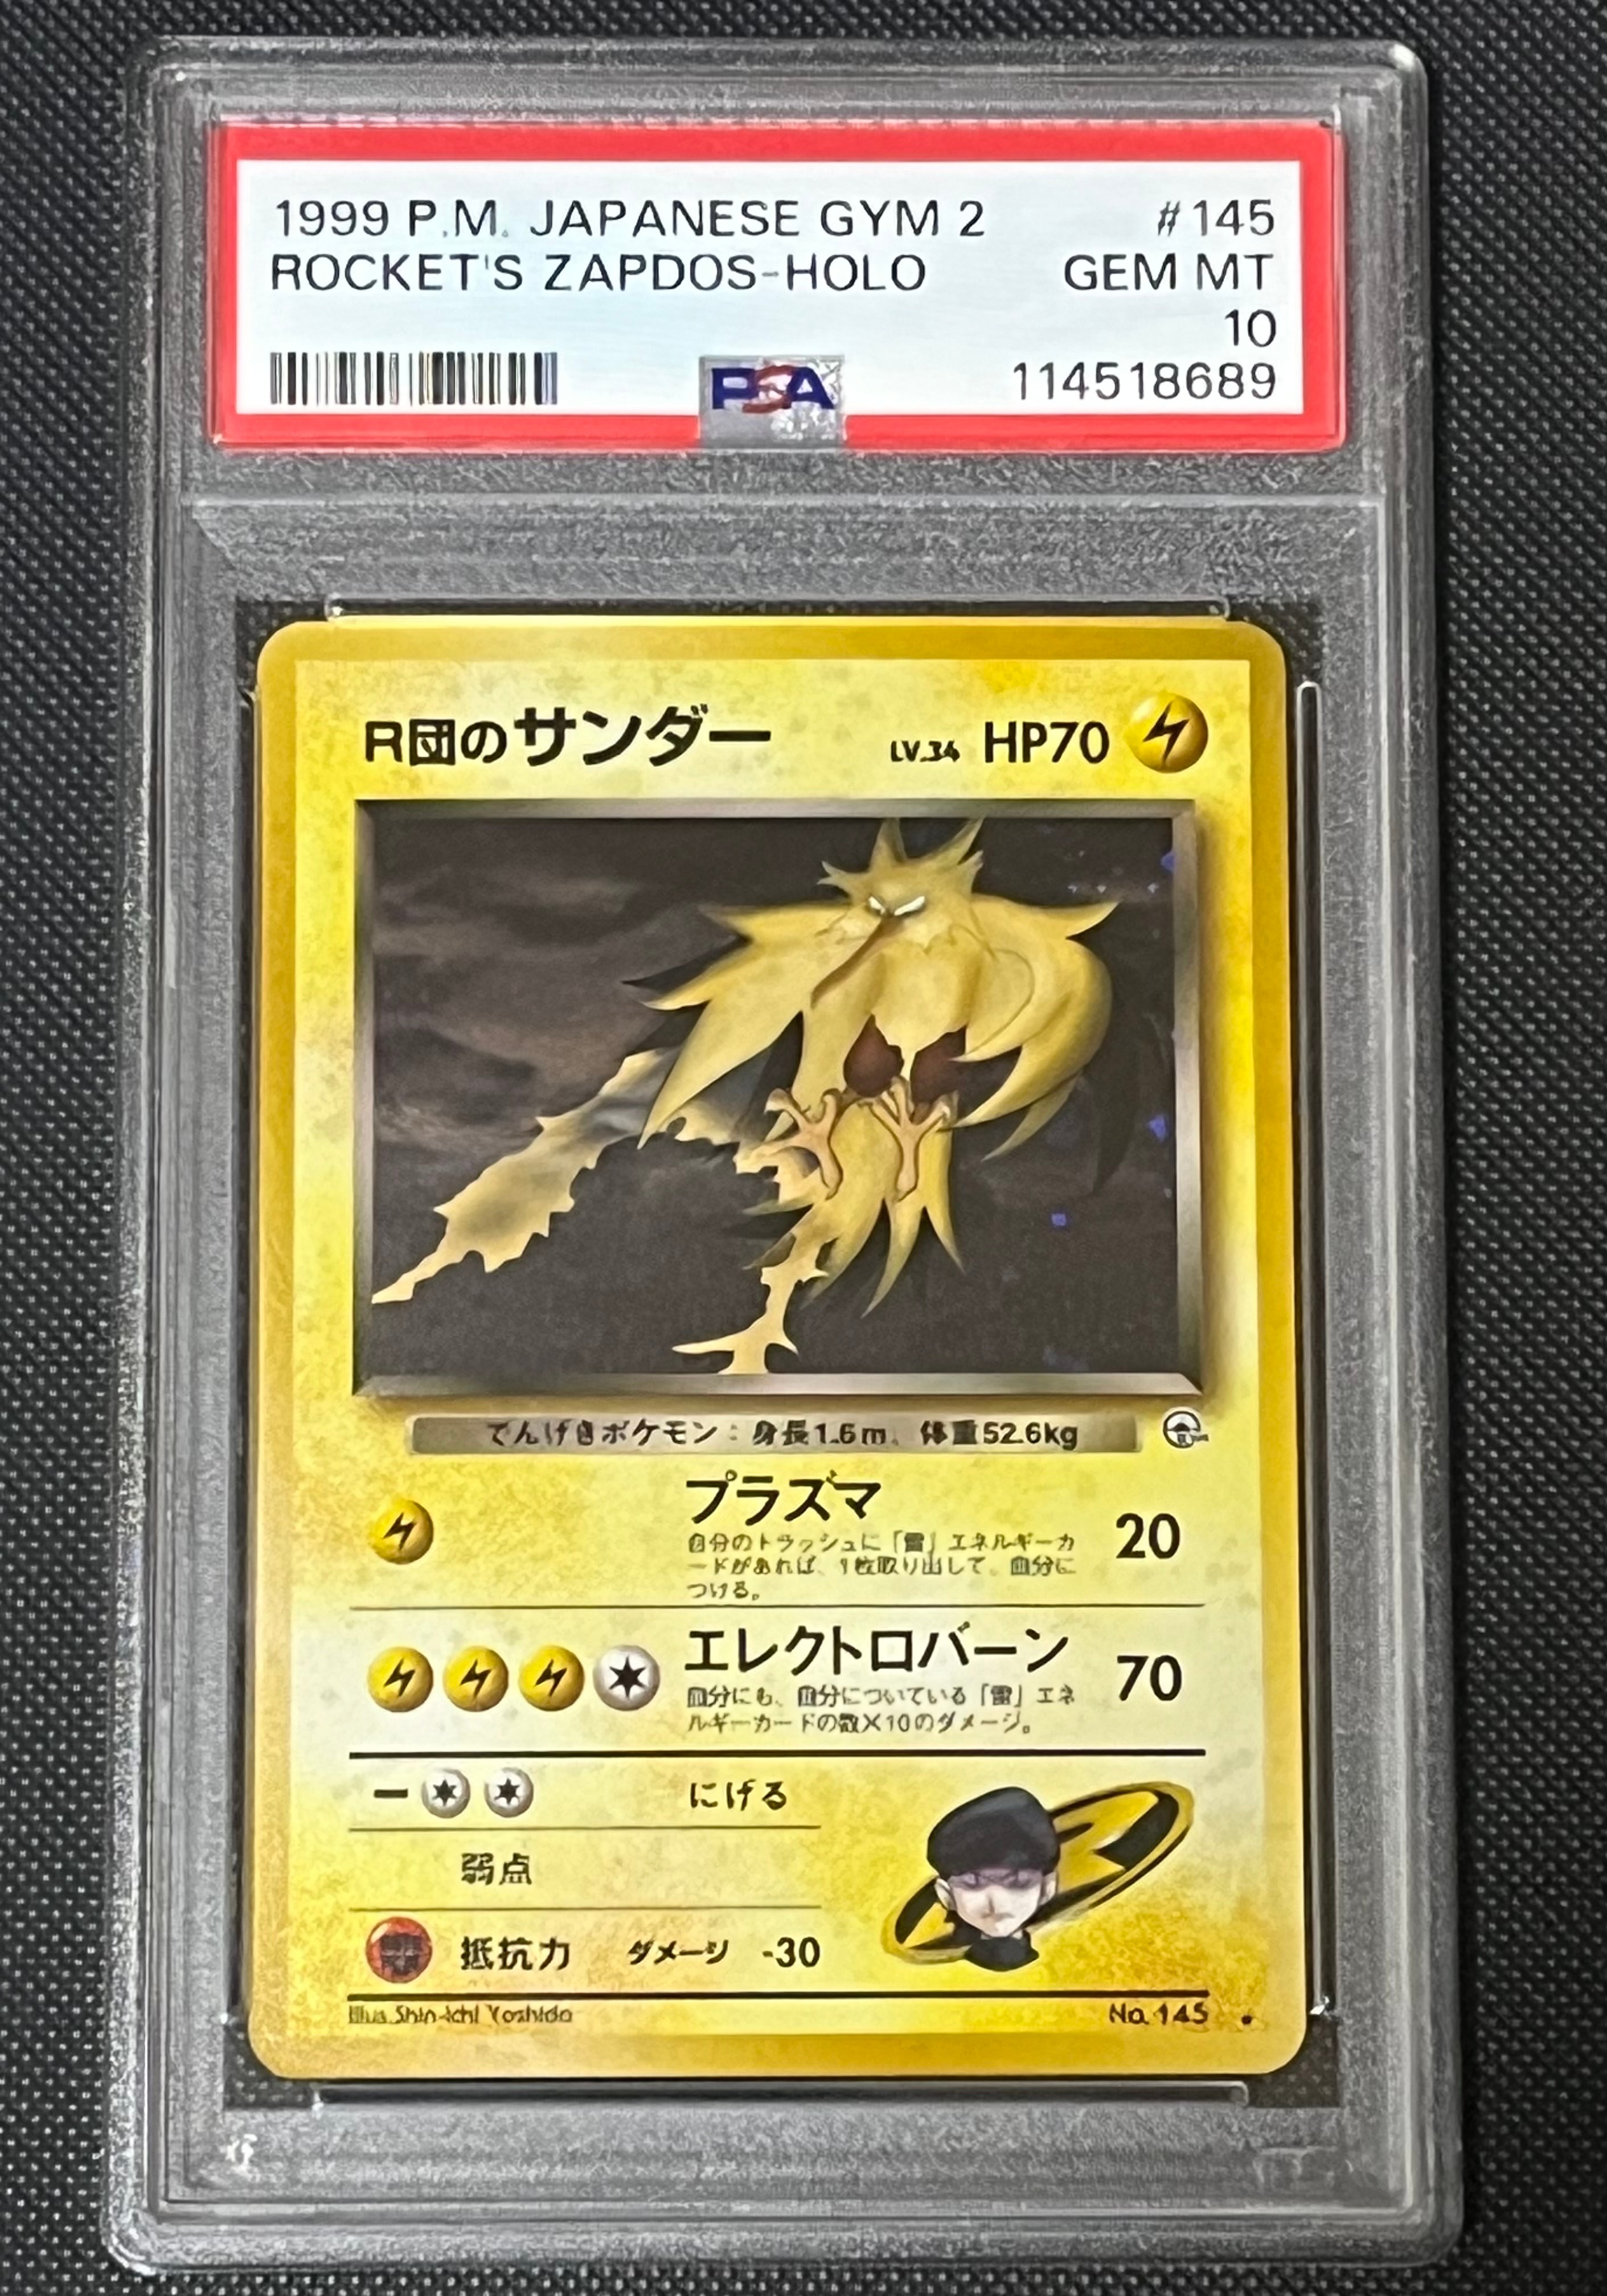 1999 P.M. JAPANESE GYM 2 #145
ROCKET'S ZAPDOS-HOLO GEM MT
10
PSA 114518689
R団のサンダー LV.34 HP70
でんげきポケモン：身長1.6m、体重52.6kg
プラズマ 20
自分のトラッシュに「雷」エネルギーカ
ードがあれば、1枚取り出して、自分に
つける。
エレクトロバーン 70
自分にも、自分についている「雷」エネ
ルギーカードの数×10のダメージ。
にげる
弱点
抵抗力 ダメージ -30
Illus. Shin-ichi Yoshida No. 145